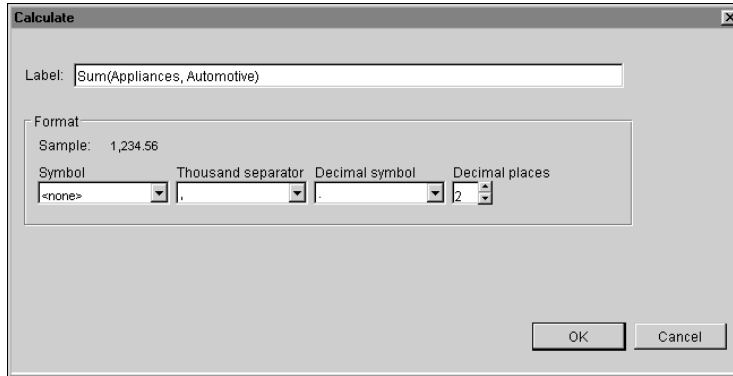 Calculate
Label: Sum(Appliances, Automotive)
Format
Sample: 1,234.56
Symbol Thousand separator Decimal symbol Decimal places
<none> , . 2
OK Cancel